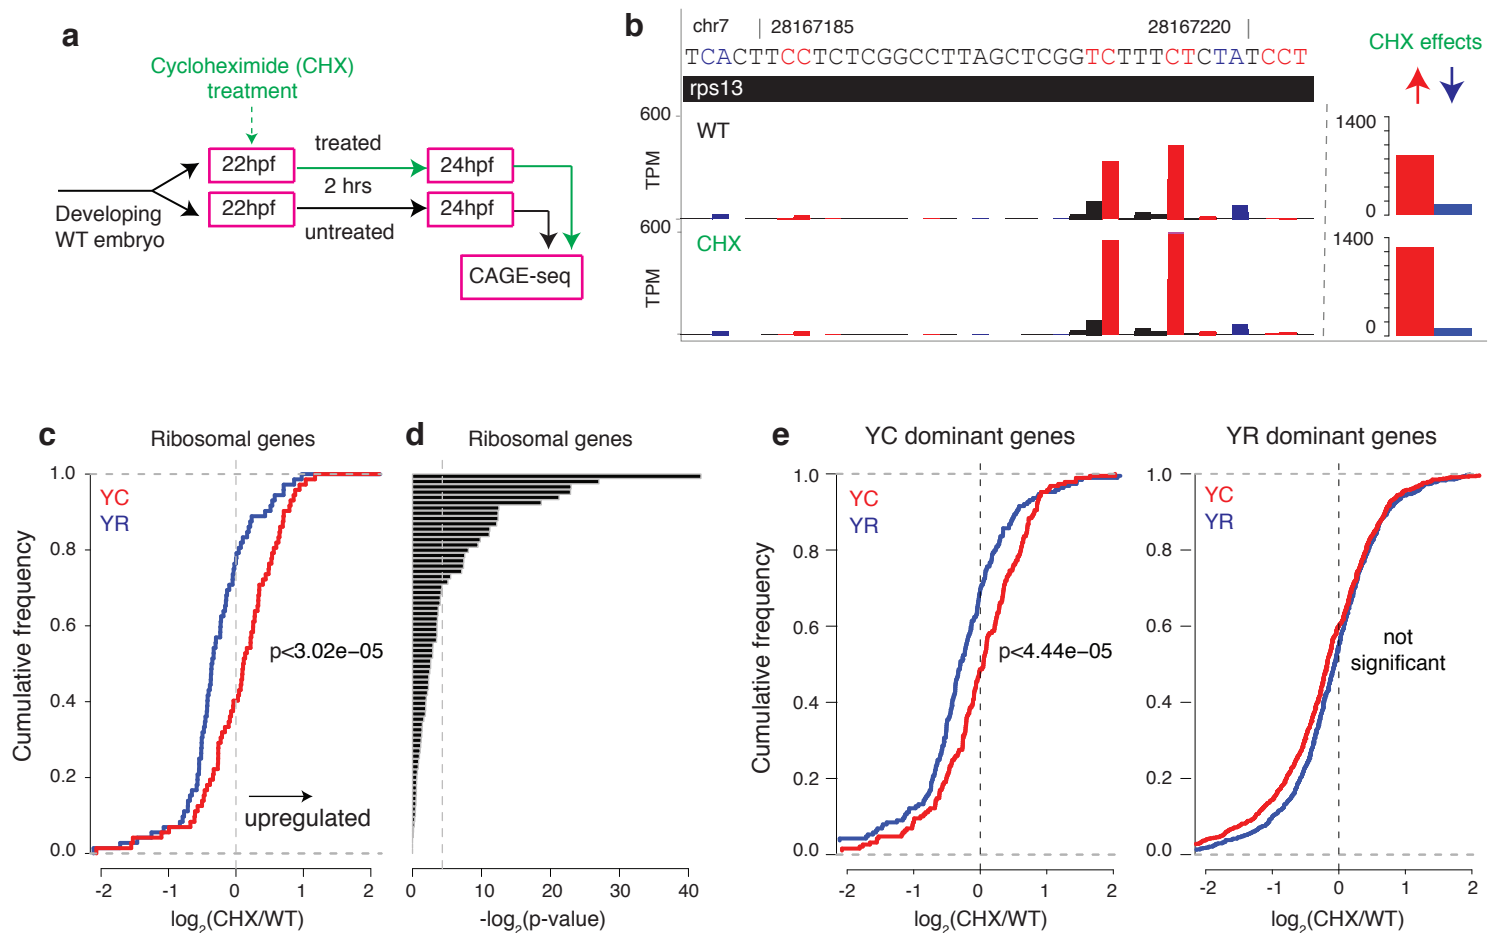 a
Cycloheximide (CHX)
treatment
22hpf
treated
24hpf
2 hrs
22hpf
24hpf
Developing
WT embryo
untreated
CAGE-seq
b
chr7 | 28167185 28167220 |
TCACTTCCTCTCGGCCTTAGCTCGGTCTTTCTCTATCCT
rps13
CHX effects
600
WT
TPM
1400
0
600
CHX
TPM
1400
0
c
Ribosomal genes
YC
YR
1.0
0.8
0.6
0.4
0.2
0.0
Cumulative frequency
p<3.02e−05
upregulated
-2 -1 0 1 2
log2(CHX/WT)
d
Ribosomal genes
0 10 20 30 40
-log2(p-value)
e
YC dominant genes
YC
YR
1.0
0.8
0.6
0.4
0.2
0.0
Cumulative frequency
p<4.44e−05
-2 -1 0 1 2
log2(CHX/WT)
YR dominant genes
YC
YR
1.0
0.8
0.6
0.4
0.2
0.0
not
significant
-2 -1 0 1 2
log2(CHX/WT)